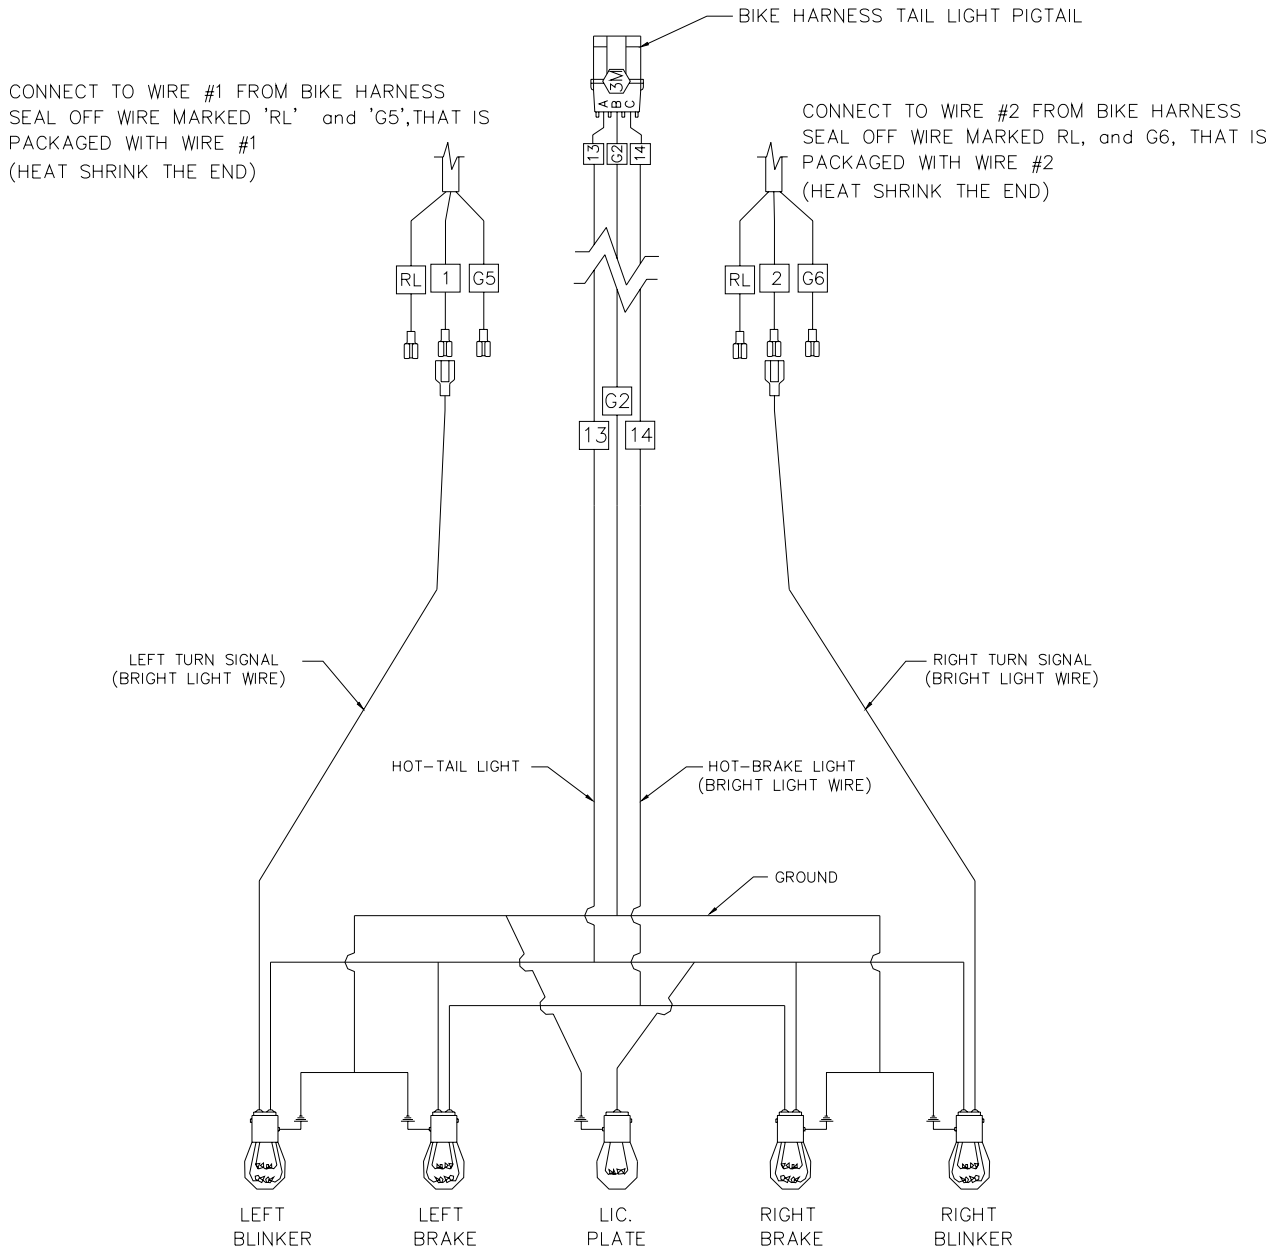 BIKE HARNESS TAIL LIGHT PIGTAIL
CONNECT TO WIRE #1 FROM BIKE HARNESS
SEAL OFF WIRE MARKED 'RL' and 'G5',THAT IS
PACKAGED WITH WIRE #1
(HEAT SHRINK THE END)
3M
A
B
C
13
G2
14
CONNECT TO WIRE #2 FROM BIKE HARNESS
SEAL OFF WIRE MARKED RL, and G6, THAT IS
PACKAGED WITH WIRE #2
(HEAT SHRINK THE END)
RL
1
G5
RL
2
G6
G2
13
14
LEFT TURN SIGNAL
(BRIGHT LIGHT WIRE)
RIGHT TURN SIGNAL
(BRIGHT LIGHT WIRE)
HOT-TAIL LIGHT
HOT-BRAKE LIGHT
(BRIGHT LIGHT WIRE)
GROUND
LEFT
BLINKER
LEFT
BRAKE
LIC.
PLATE
RIGHT
BRAKE
RIGHT
BLINKER